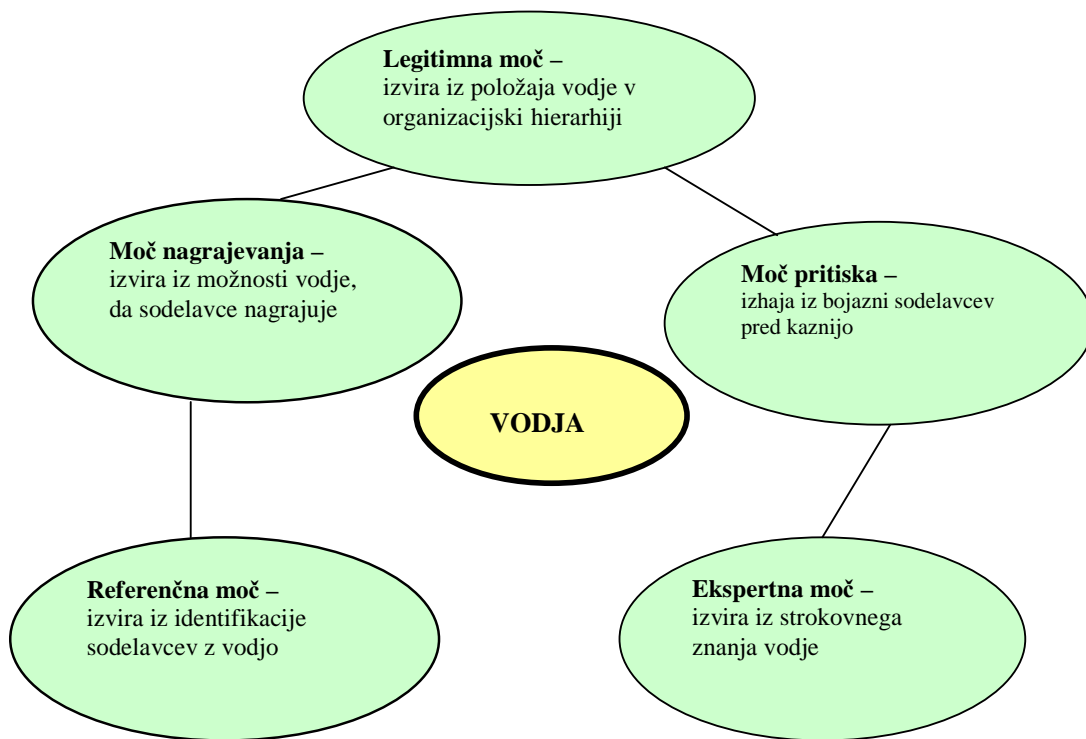 Legitimna moč –
izvira iz položaja vodje v
organizacijski hierarhiji
Moč nagrajevanja –
izvira iz možnosti vodje,
da sodelavce nagrajuje
Moč pritiska –
izhaja iz bojazni sodelavcev
pred kaznijo
VODJA
Referenčna moč –
izvira iz identifikacije
sodelavcev z vodjo
Ekspertna moč –
izvira iz strokovnega
znanja vodje